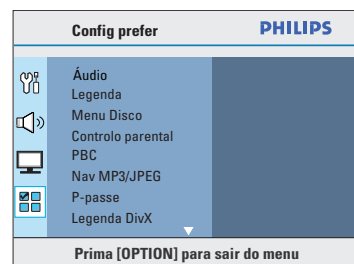 Config prefer
PHILIPS
Áudio
Legenda
Menu Disco
Controlo parental
PBC
Nav MP3/JPEG
P-passe
Legenda DivX
Prima [OPTION] para sair do menu